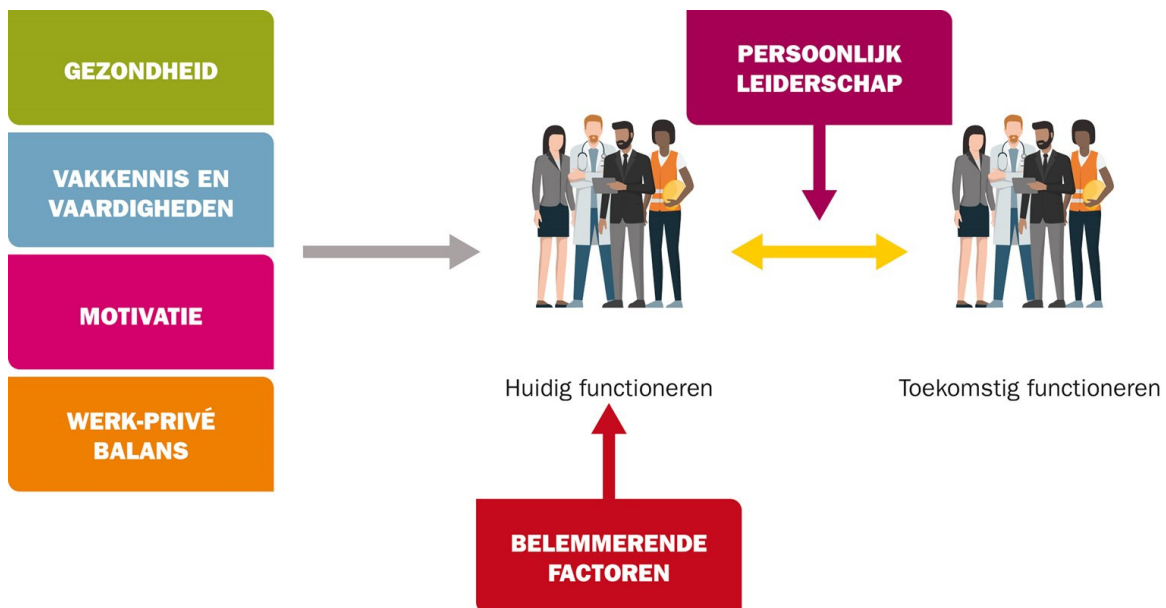 GEZONDHEID
VAKKENNIS EN
VAARDIGHEDEN
MOTIVATIE
WERK-PRIVÉ
BALANS
PERSOONLIJK
LEIDERSCHAP
Huidig functioneren
Toekomstig functioneren
BELEMMERENDE
FACTOREN